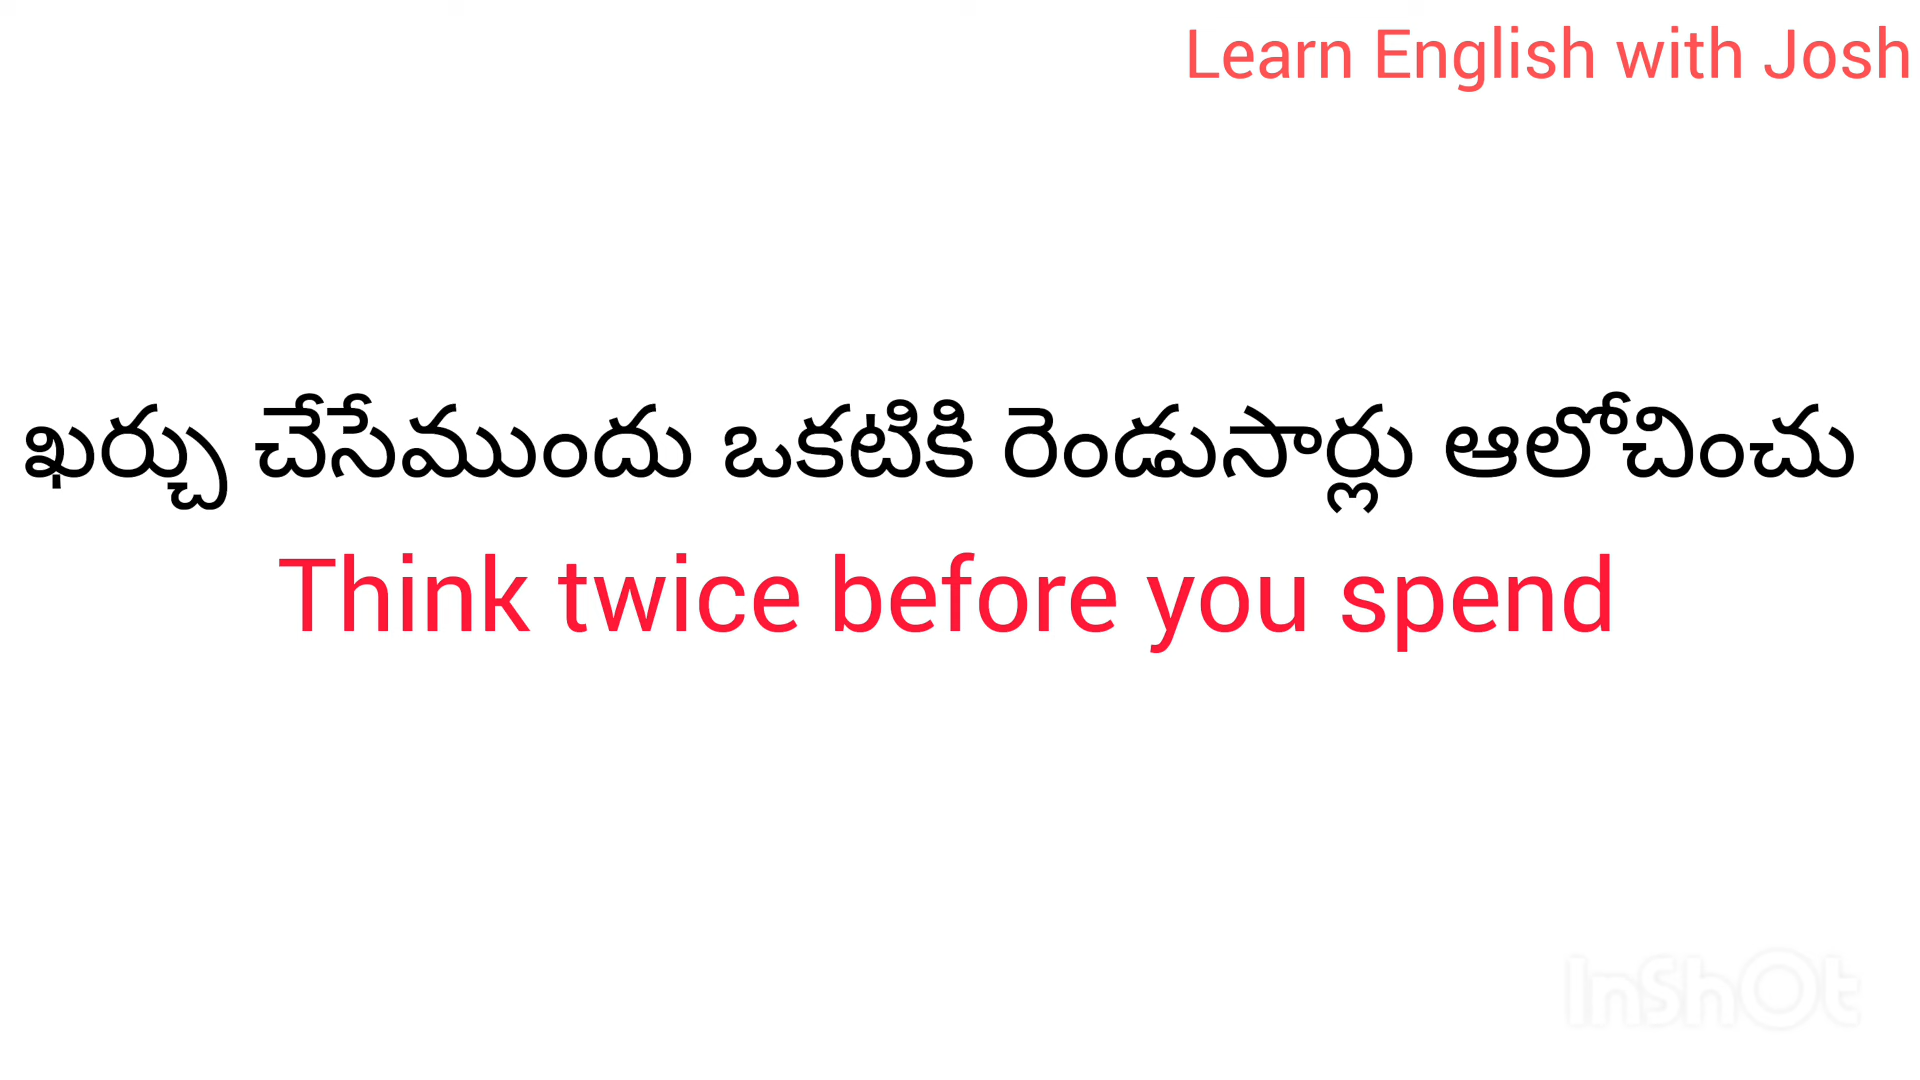 Learn English with Josh
ఖర్చు చేసేముందు ఒకటికి రెండుసార్లు ఆలోచించు
Think twice before you spend
InShOt